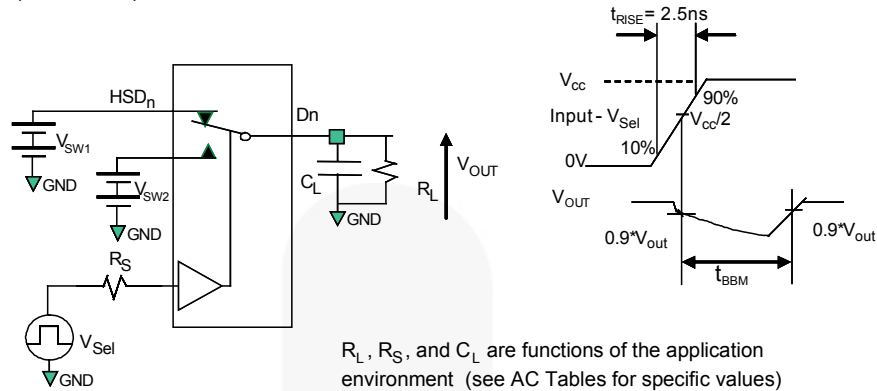 t_RISE = 2.5ns
HSD_n
Dn
V_SW1
GND
V_SW2
GND
C_L
R_L
V_OUT
GND
R_S
V_Sel
GND
V_cc
90%
Input - V_Sel
V_cc/2
10%
0V
V_OUT
0.9*V_out
0.9*V_out
t_BBM
R_L, R_S, and C_L are functions of the application
environment (see AC Tables for specific values)